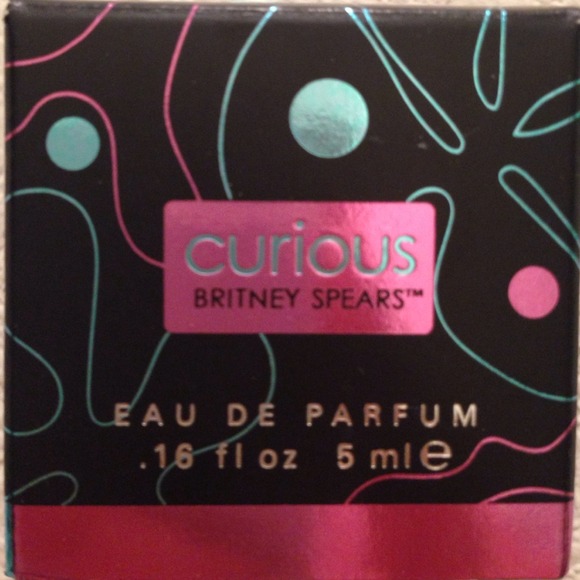 curious
BRITNEY SPEARS™
EAU DE PARFUM
.16 fl oz 5 ml ℮